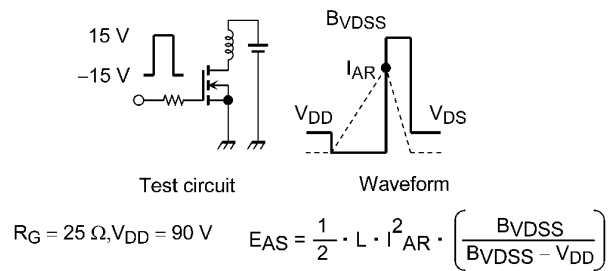 15 V
−15 V
BVDSS
IAR
VDD
VDS
Test circuit
Waveform
RG = 25 Ω, VDD = 90 V
EAS = 1/2 · L · I²AR · (BVDSS / (BVDSS − VDD))